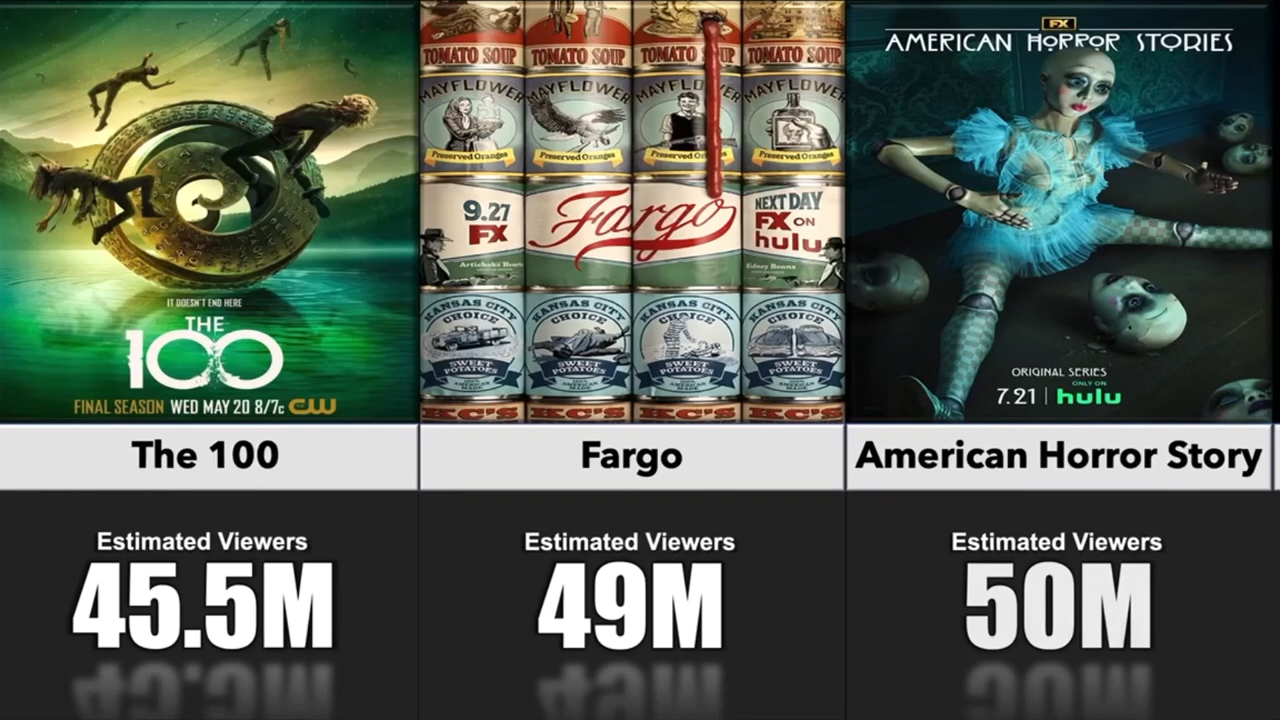 IT DOESN'T END HERE
THE
100
FINAL SEASON WED MAY 20 8/7c CW
TOMATO SOUP TOMATO SOUP TOMATO SOUP TOMATO SOUP
MAYFLOWER MAYFLOWER MAYFLOWER MAYFLOWER
Preserved Oranges Preserved Oranges Preserved Oranges Preserved Oranges
9.27
FX
Fargo
NEXT DAY
FX ON
hulu
Artichoke
Kidney Beans
KANSAS CITY KANSAS CITY KANSAS CITY KANSAS CITY
CHOICE CHOICE CHOICE CHOICE
SWEET SWEET SWEET SWEET
POTATOES POTATOES POTATOES POTATOES
KC'S KC'S KC'S KC'S
FX
AMERICAN HORROR STORIES
ORIGINAL SERIES
7.21 | ONLY ON
hulu
The 100
Fargo
American Horror Story
Estimated Viewers
45.5M
Estimated Viewers
49M
Estimated Viewers
50M